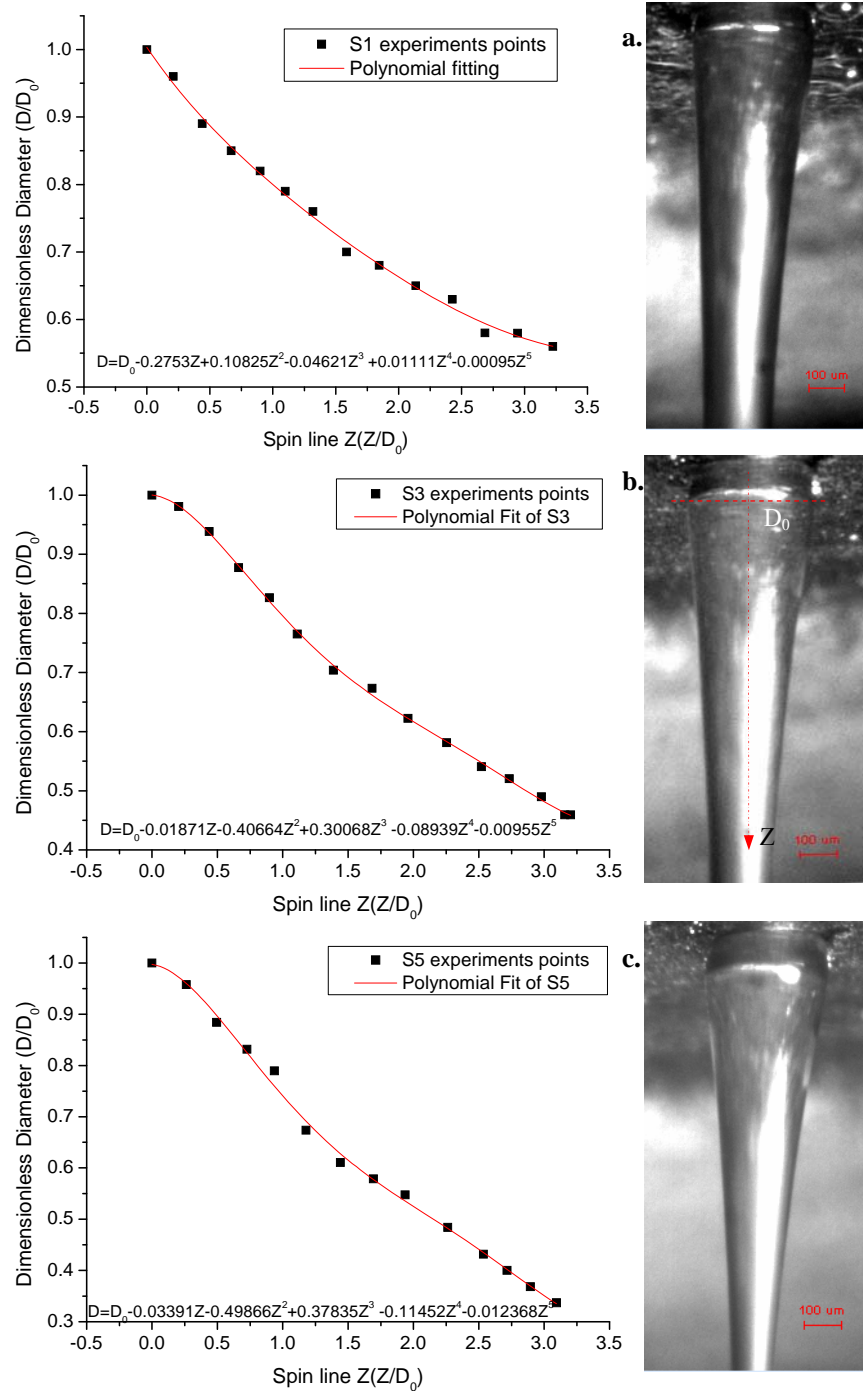 a.
S1 experiments points
Polynomial fitting
Dimensionless Diameter (D/D₀)
1.0
0.9
0.8
0.7
0.6
0.5
D=D₀-0.2753Z+0.10825Z²-0.04621Z³ +0.01111Z⁴-0.00095Z⁵
-0.5 0.0 0.5 1.0 1.5 2.0 2.5 3.0 3.5
Spin line Z(Z/D₀)
100 um
b.
S3 experiments points
Polynomial Fit of S3
Dimensionless Diameter (D/D₀)
1.0
0.9
0.8
0.7
0.6
0.5
0.4
D=D₀-0.01871Z-0.40664Z²+0.30068Z³ -0.08939Z⁴-0.00955Z⁵
-0.5 0.0 0.5 1.0 1.5 2.0 2.5 3.0 3.5
Spin line Z(Z/D₀)
D₀
Z
100 um
c.
S5 experiments points
Polynomial Fit of S5
Dimensionless Diameter (D/D₀)
1.0
0.9
0.8
0.7
0.6
0.5
0.4
0.3
D=D₀-0.03391Z-0.49866Z²+0.37835Z³ -0.11452Z⁴-0.012368Z⁵
-0.5 0.0 0.5 1.0 1.5 2.0 2.5 3.0 3.5
Spin line Z(Z/D₀)
100 um